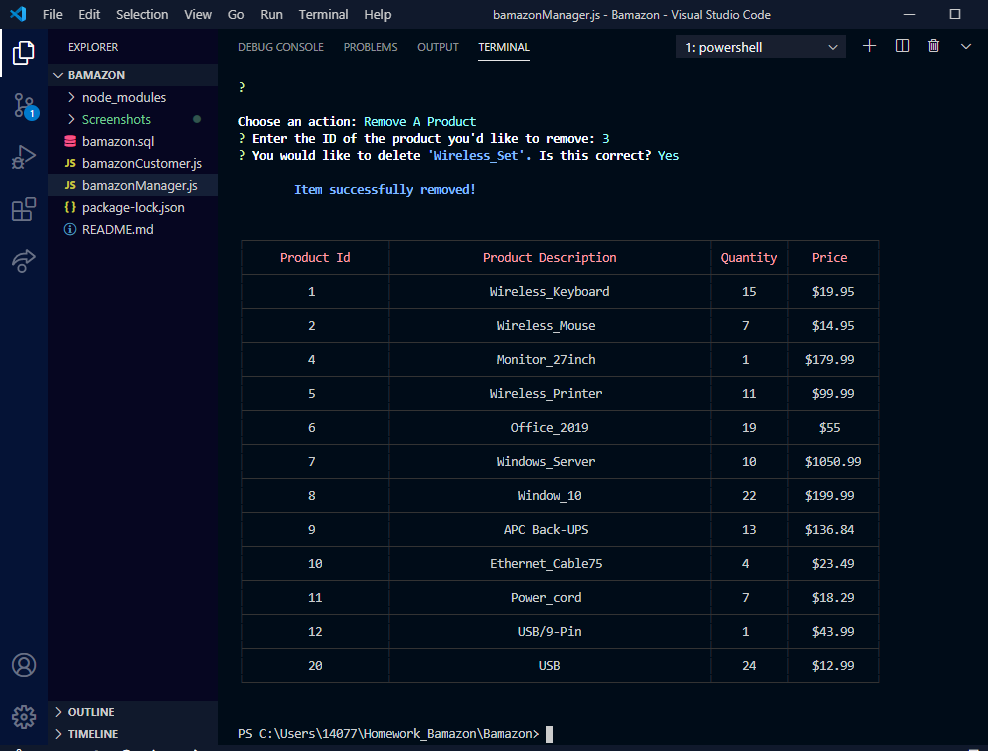 File Edit Selection View Go Run Terminal Help bamazonManager.js - Bamazon - Visual Studio Code
EXPLORER
BAMAZON
node_modules
Screenshots
bamazon.sql
JS bamazonCustomer.js
JS bamazonManager.js
{} package-lock.json
README.md
OUTLINE
TIMELINE
1
DEBUG CONSOLE PROBLEMS OUTPUT TERMINAL 1: powershell
?
Choose an action: Remove A Product
? Enter the ID of the product you'd like to remove: 3
? You would like to delete 'Wireless_Set'. Is this correct? Yes
Item successfully removed!
Product Id Product Description Quantity Price
1 Wireless_Keyboard 15 $19.95
2 Wireless_Mouse 7 $14.95
4 Monitor_27inch 1 $179.99
5 Wireless_Printer 11 $99.99
6 Office_2019 19 $55
7 Windows_Server 10 $1050.99
8 Window_10 22 $199.99
9 APC Back-UPS 13 $136.84
10 Ethernet_Cable75 4 $23.49
11 Power_cord 7 $18.29
12 USB/9-Pin 1 $43.99
20 USB 24 $12.99
PS C:\Users\14077\Homework_Bamazon\Bamazon>